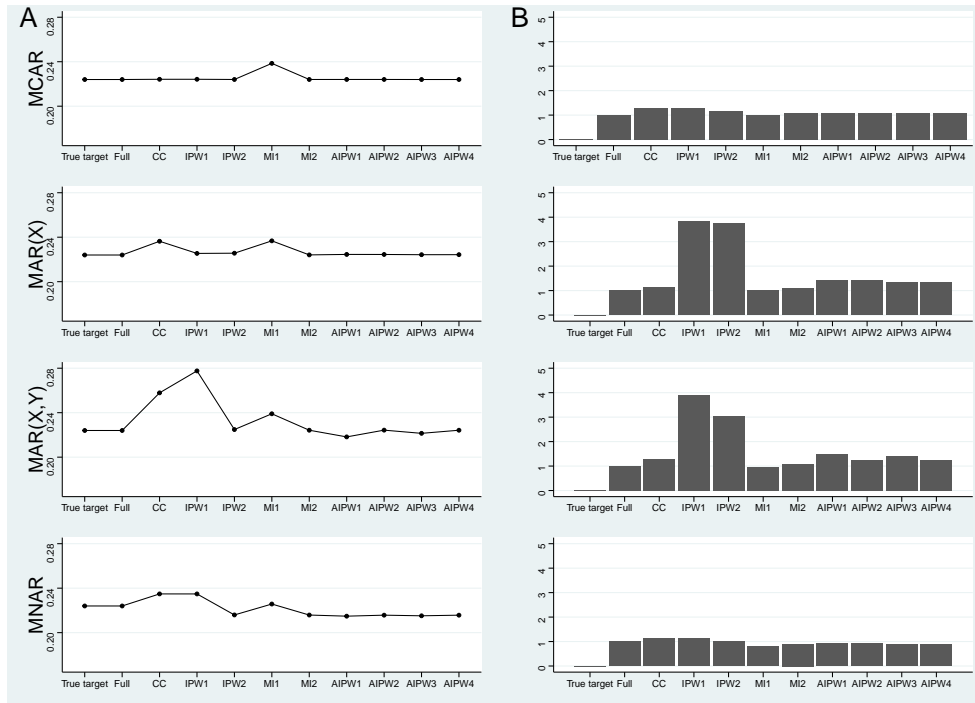 A
B
MCAR
0.20 0.24 0.28
True target Full CC IPW1 IPW2 MI1 MI2 AIPW1 AIPW2 AIPW3 AIPW4
0 1 2 3 4 5
True target Full CC IPW1 IPW2 MI1 MI2 AIPW1 AIPW2 AIPW3 AIPW4
MAR(X)
0.20 0.24 0.28
True target Full CC IPW1 IPW2 MI1 MI2 AIPW1 AIPW2 AIPW3 AIPW4
0 1 2 3 4 5
True target Full CC IPW1 IPW2 MI1 MI2 AIPW1 AIPW2 AIPW3 AIPW4
MAR(X,Y)
0.20 0.24 0.28
True target Full CC IPW1 IPW2 MI1 MI2 AIPW1 AIPW2 AIPW3 AIPW4
0 1 2 3 4 5
True target Full CC IPW1 IPW2 MI1 MI2 AIPW1 AIPW2 AIPW3 AIPW4
MNAR
0.20 0.24 0.28
True target Full CC IPW1 IPW2 MI1 MI2 AIPW1 AIPW2 AIPW3 AIPW4
0 1 2 3 4 5
True target Full CC IPW1 IPW2 MI1 MI2 AIPW1 AIPW2 AIPW3 AIPW4